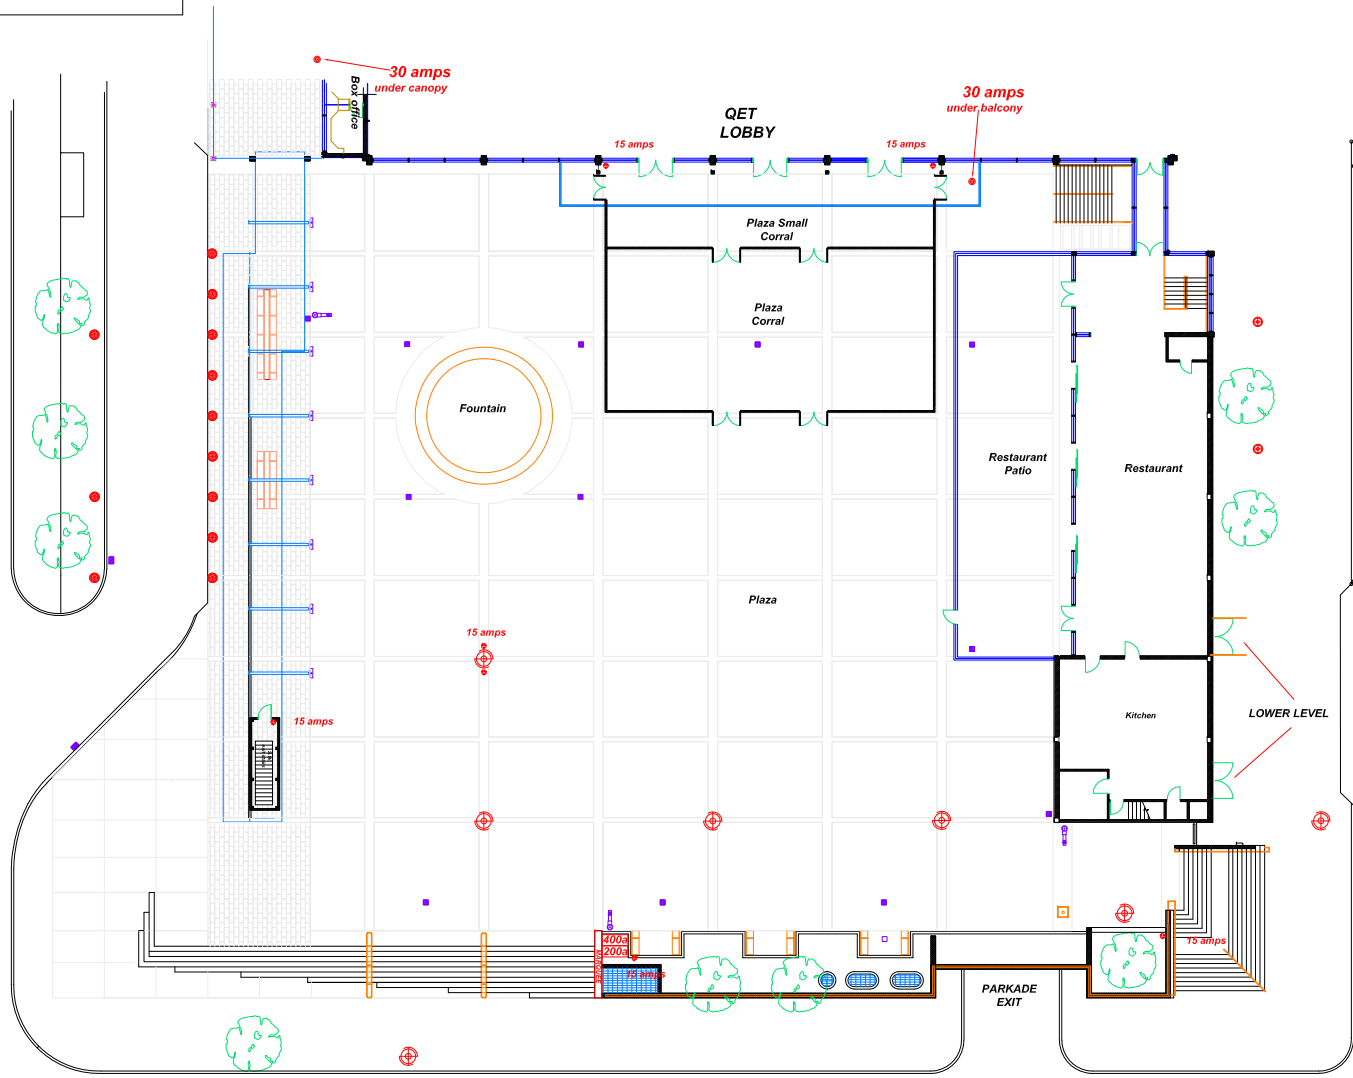 30 amps
under canopy
Box office
QET
LOBBY
30 amps
under balcony
15 amps
15 amps
Plaza Small
Corral
Plaza
Corral
Fountain
Restaurant
Patio
Restaurant
Plaza
15 amps
15 amps
Kitchen
LOWER LEVEL
400a
200a
MARQUEE
15 amps
15 amps
PARKADE
EXIT